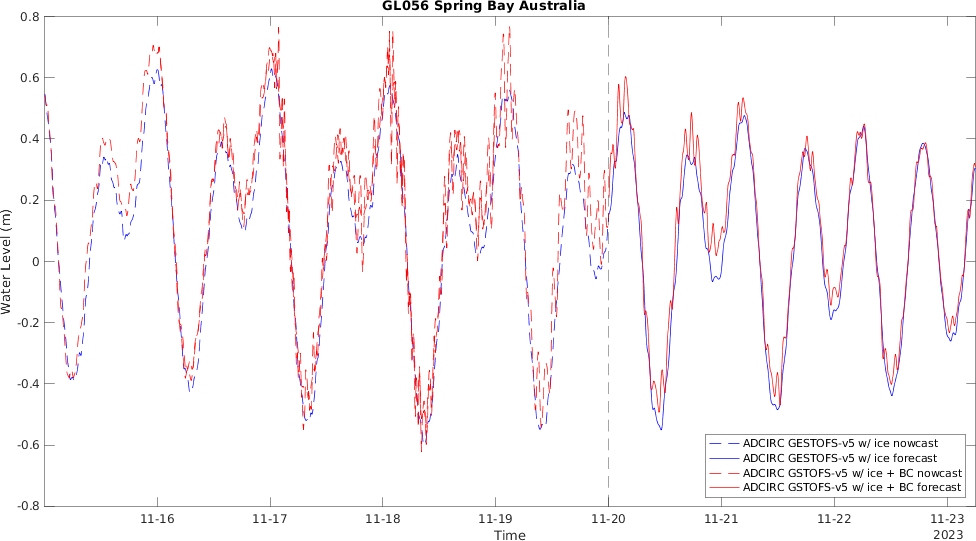 GL056 Spring Bay Australia
0.8
0.6
0.4
0.2
0
-0.2
-0.4
-0.6
-0.8
Water Level (m)
11-16 11-17 11-18 11-19 11-20 11-21 11-22 11-23
2023
Time
ADCIRC GESTOFS-v5 w/ ice nowcast
ADCIRC GESTOFS-v5 w/ ice forecast
ADCIRC GSTOFS-v5 w/ ice + BC nowcast
ADCIRC GSTOFS-v5 w/ ice + BC forecast